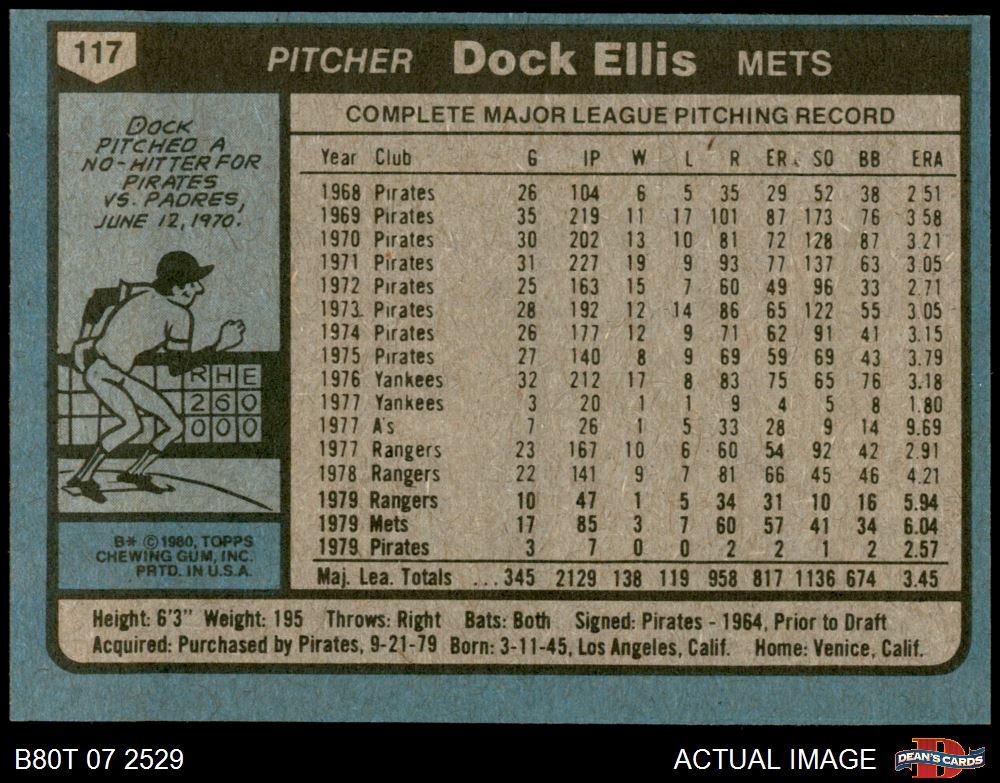 117
PITCHER Dock Ellis METS
DOCK
PITCHED A
NO-HITTER FOR
PIRATES
VS. PADRES,
JUNE 12, 1970.
R H E
2 6 0
0 0 0
B* © 1980, TOPPS
CHEWING GUM, INC.
PRTD. IN U.S.A.
COMPLETE MAJOR LEAGUE PITCHING RECORD
Year Club G IP W L R ER SO BB ERA
1968 Pirates 26 104 6 5 35 29 52 38 2 51
1969 Pirates 35 219 11 17 101 87 173 76 3.58
1970 Pirates 30 202 13 10 81 72 128 87 3.21
1971 Pirates 31 227 19 9 93 77 137 63 3.05
1972 Pirates 25 163 15 7 60 49 96 33 2.71
1973 Pirates 28 192 12 14 86 65 122 55 3.05
1974 Pirates 26 177 12 9 71 62 91 41 3.15
1975 Pirates 27 140 8 9 69 59 69 43 3.79
1976 Yankees 32 212 17 8 83 75 65 76 3.18
1977 Yankees 3 20 1 1 9 4 5 8 1.80
1977 A's 7 26 1 5 33 28 9 14 9.69
1977 Rangers 23 167 10 6 60 54 92 42 2.91
1978 Rangers 22 141 9 7 81 66 45 46 4.21
1979 Rangers 10 47 1 5 34 31 10 16 5.94
1979 Mets 17 85 3 7 60 57 41 34 6.04
1979 Pirates 3 7 0 0 2 2 1 2 2.57
Maj. Lea. Totals ...345 2129 138 119 958 817 1136 674 3.45
Height: 6'3" Weight: 195 Throws: Right Bats: Both Signed: Pirates - 1964, Prior to Draft
Acquired: Purchased by Pirates, 9-21-79 Born: 3-11-45, Los Angeles, Calif. Home: Venice, Calif.
B80T 07 2529
ACTUAL IMAGE
DEAN'S CARDS